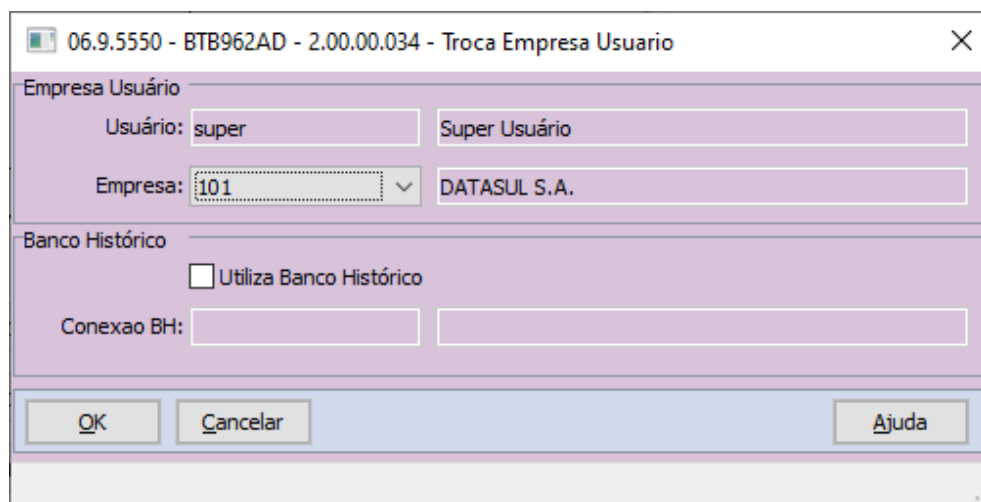 06.9.5550 - BTB962AD - 2.00.00.034 - Troca Empresa Usuario
Empresa Usuário
Usuário: super Super Usuário
Empresa: 101 DATASUL S.A.
Banco Histórico
Utiliza Banco Histórico
Conexao BH:
OK Cancelar Ajuda